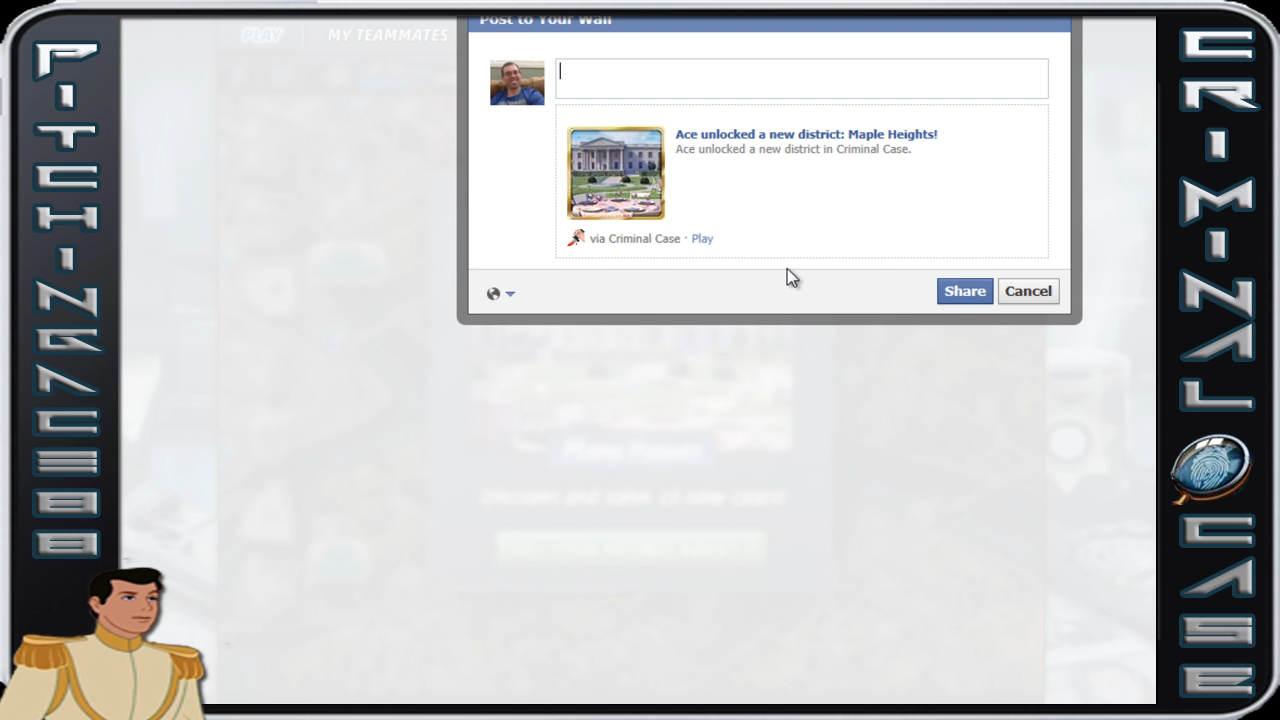 PITCHINACE88
PLAY
MY TEAMMATES
Post to Your Wall
Ace unlocked a new district: Maple Heights!
Ace unlocked a new district in Criminal Case.
via Criminal Case · Play
Share
Cancel
CRIMINAL CASE